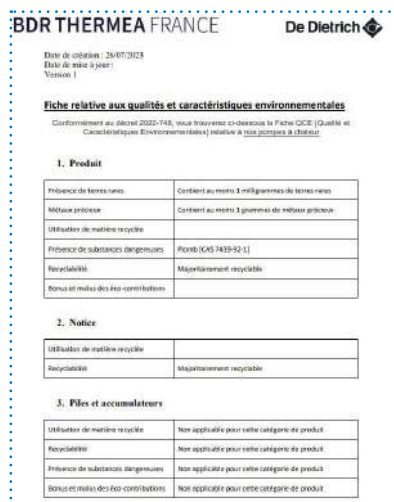 BDR THERMEA FRANCE
De Dietrich
Date de création : 26/07/2023
Date de mise à jour :
Version 1
Fiche relative aux qualités et caractéristiques environnementales
Conformément au décret 2022-748, vous trouverez ci-dessous la Fiche QCE (Qualité et
Caractéristiques Environnementales) relative à nos pompes à chaleur
1. Produit
Présence de terres rares Contient au moins 1 milligrammes de terres rares
Métaux précieux Contient au moins 1 grammes de métaux précieux
Utilisation de matière recyclée
Présence de substances dangereuses Plomb [CAS 7439-92-1]
Recyclabilité Majoritairement recyclable
Bonus et malus des éco-contributions
2. Notice
Utilisation de matière recyclée
Recyclabilité Majoritairement recyclable
3. Piles et accumulateurs
Utilisation de matière recyclée Non applicable pour cette catégorie de produit
Recyclabilité Non applicable pour cette catégorie de produit
Présence de substances dangereuses Non applicable pour cette catégorie de produit
Bonus et malus des éco-contributions Non applicable pour cette catégorie de produit